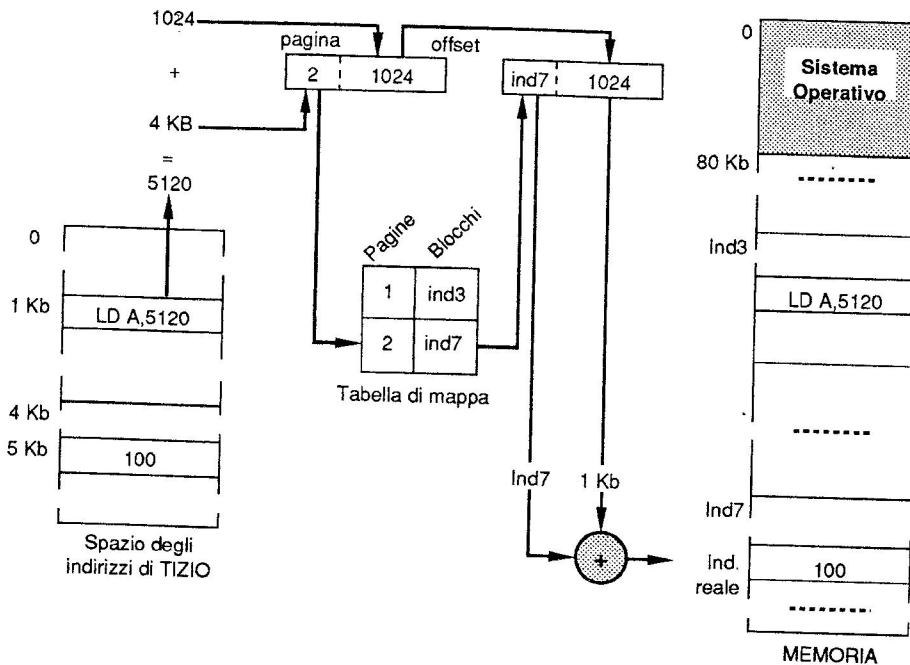 1024
+
4 KB
=
5120
pagina
offset
2
1024
ind7
1024
0
1 Kb
LD A,5120
4 Kb
5 Kb
100
Spazio degli
indirizzi di TIZIO
Pagine
Blocchi
1
ind3
2
ind7
Tabella di mappa
Ind7
1 Kb
+
0
Sistema
Operativo
80 Kb
Ind3
LD A,5120
Ind7
Ind.
reale
100
MEMORIA